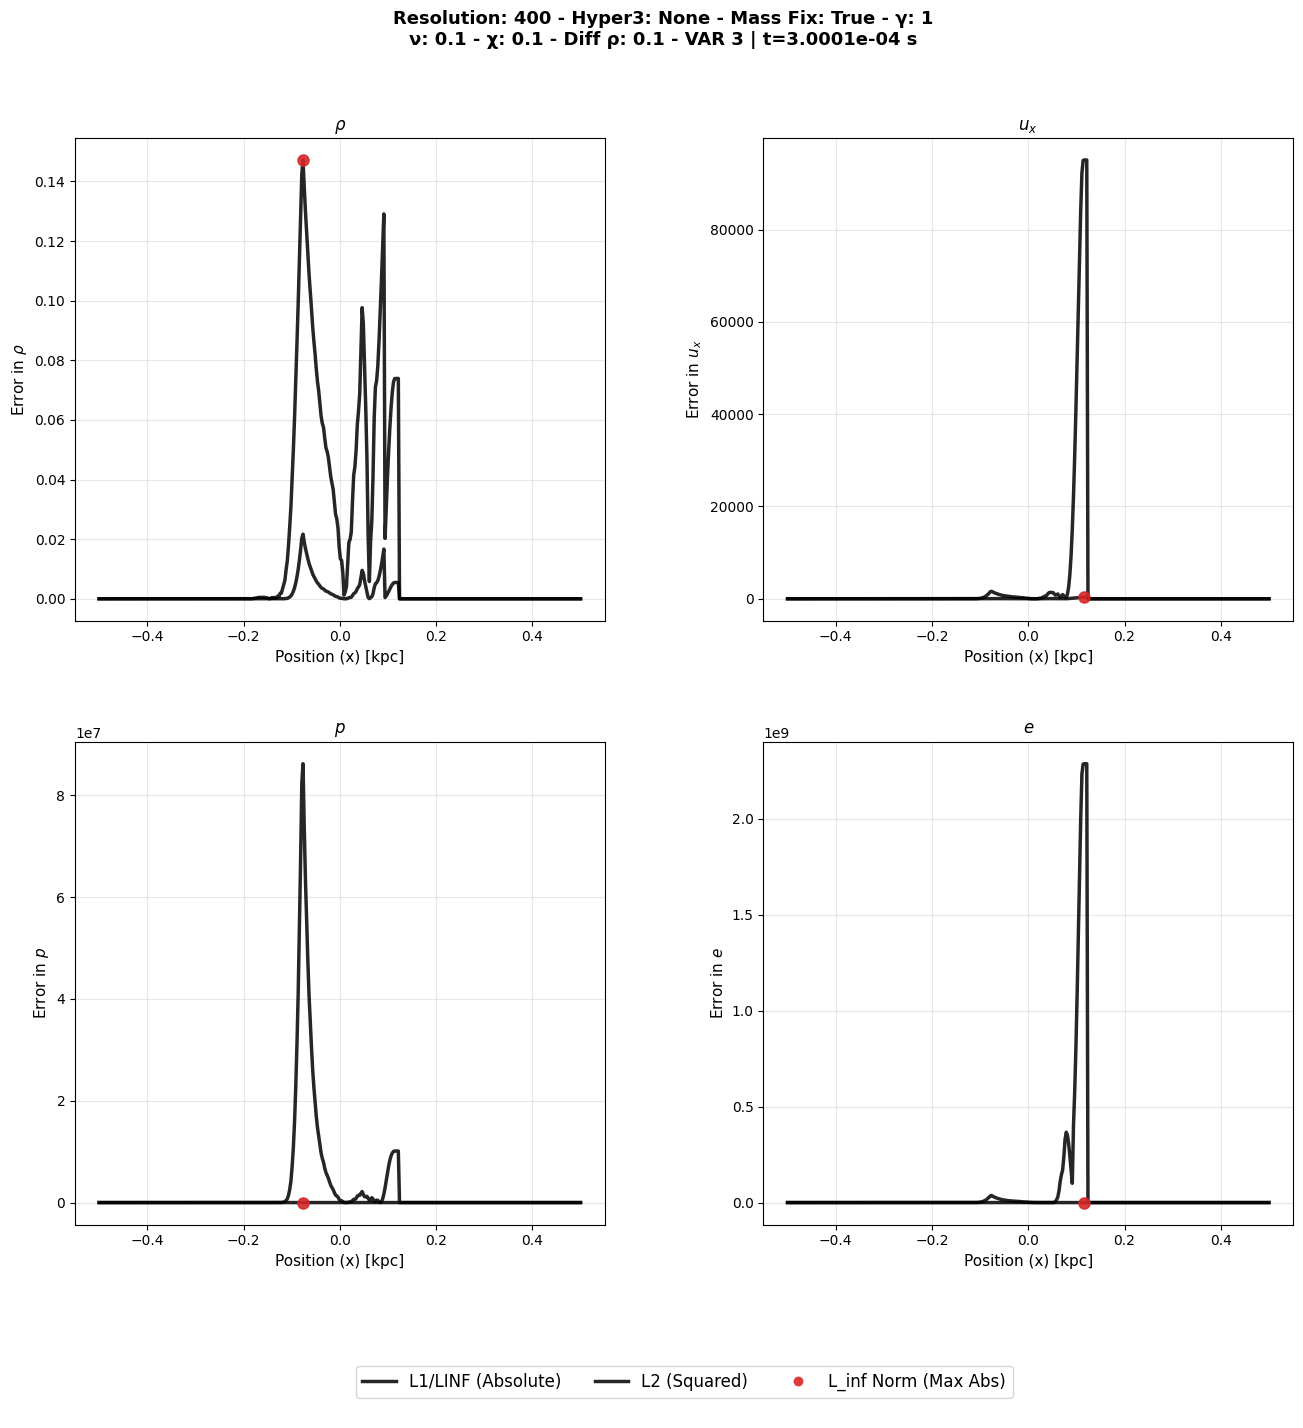 Resolution: 400 - Hyper3: None - Mass Fix: True - γ: 1
ν: 0.1 - χ: 0.1 - Diff ρ: 0.1 - VAR 3 | t=3.0001e-04 s
ρ
0.14
0.12
0.10
0.08
0.06
0.04
0.02
0.00
Error in ρ
−0.4 −0.2 0.0 0.2 0.4
Position (x) [kpc]
u_x
80000
60000
40000
20000
0
Error in u_x
−0.4 −0.2 0.0 0.2 0.4
Position (x) [kpc]
p
1e7
8
6
4
2
0
Error in p
−0.4 −0.2 0.0 0.2 0.4
Position (x) [kpc]
e
1e9
2.0
1.5
1.0
0.5
0.0
Error in e
−0.4 −0.2 0.0 0.2 0.4
Position (x) [kpc]
L1/LINF (Absolute) L2 (Squared) L_inf Norm (Max Abs)